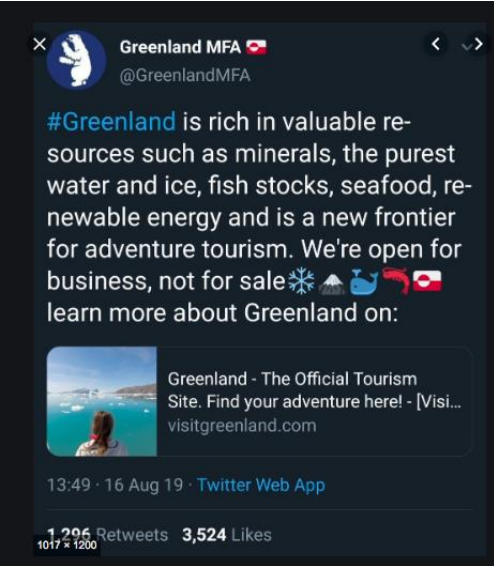 Greenland MFA 🇬🇱
@GreenlandMFA
#Greenland is rich in valuable re-
sources such as minerals, the purest
water and ice, fish stocks, seafood, re-
newable energy and is a new frontier
for adventure tourism. We're open for
business, not for sale❄️🗻🐳🦐🇬🇱
learn more about Greenland on:
Greenland - The Official Tourism
Site. Find your adventure here! - [Visi...
visitgreenland.com
13:49 · 16 Aug 19 · Twitter Web App
1,296 Retweets 3,524 Likes
1017 × 1200